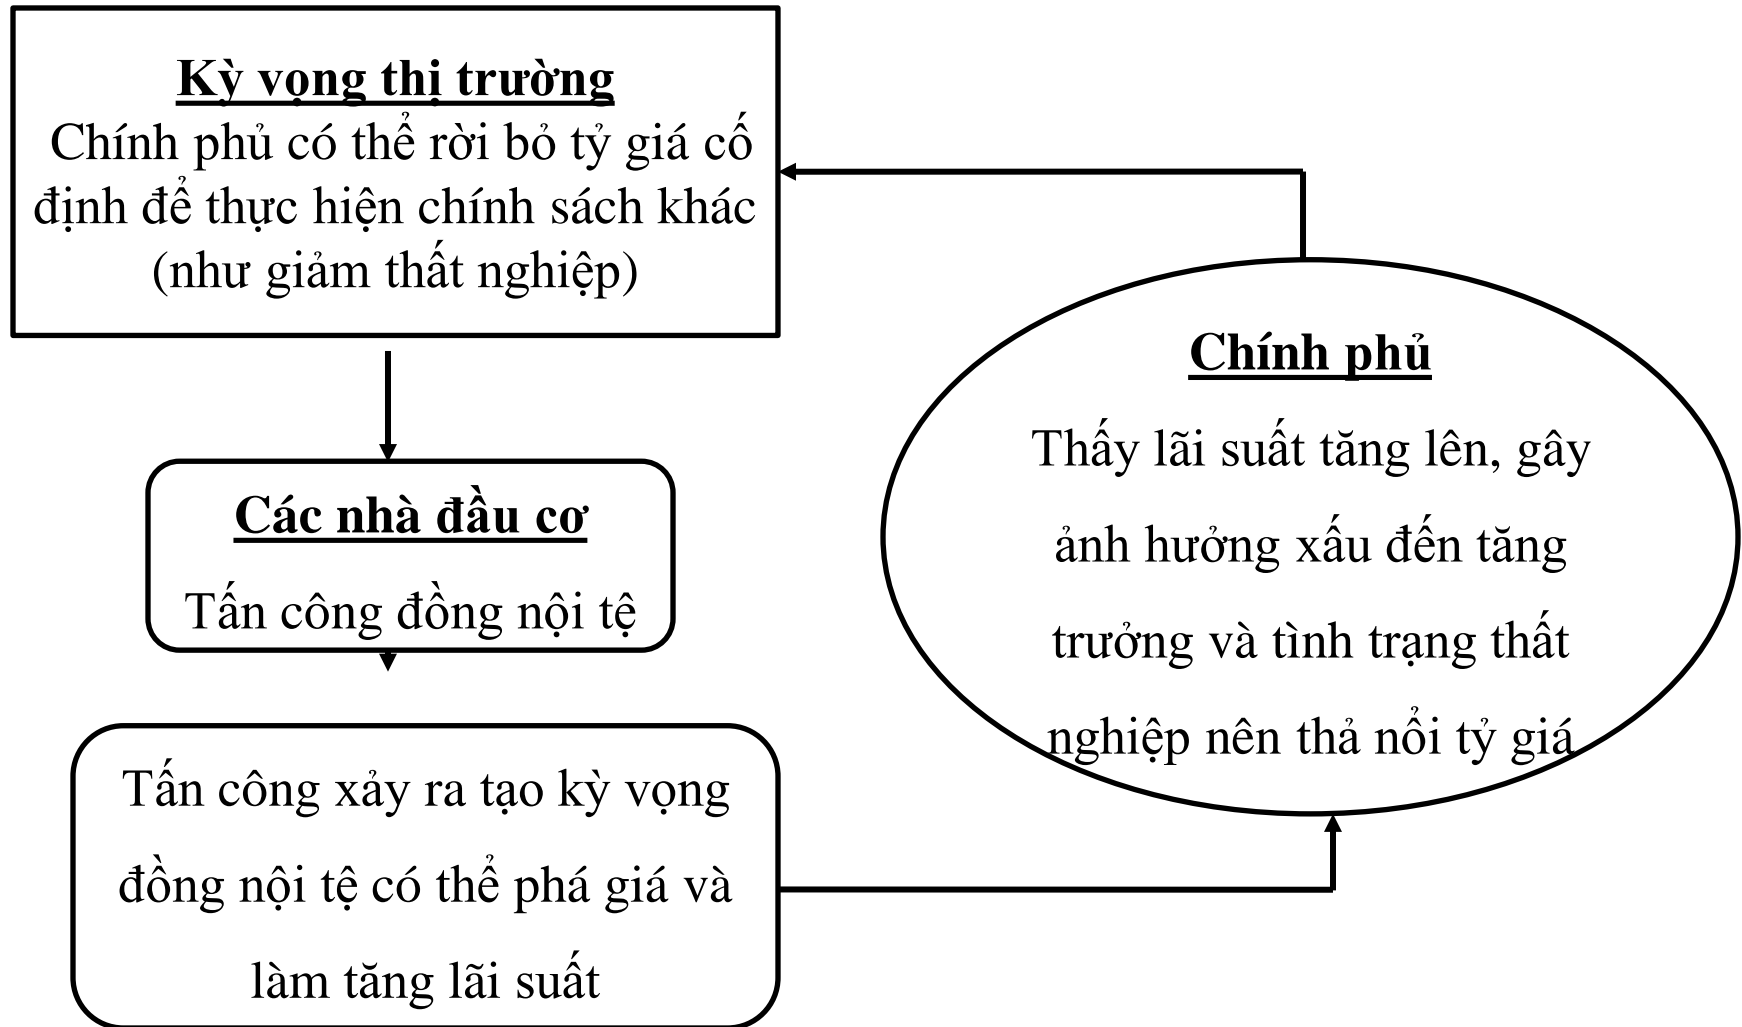 Kỳ vọng thị trường
Chính phủ có thể rời bỏ tỷ giá cố
định để thực hiện chính sách khác
(như giảm thất nghiệp)
Các nhà đầu cơ
Tấn công đồng nội tệ
Tấn công xảy ra tạo kỳ vọng
đồng nội tệ có thể phá giá và
làm tăng lãi suất
Chính phủ
Thấy lãi suất tăng lên, gây
ảnh hưởng xấu đến tăng
trưởng và tình trạng thất
nghiệp nên thả nổi tỷ giá